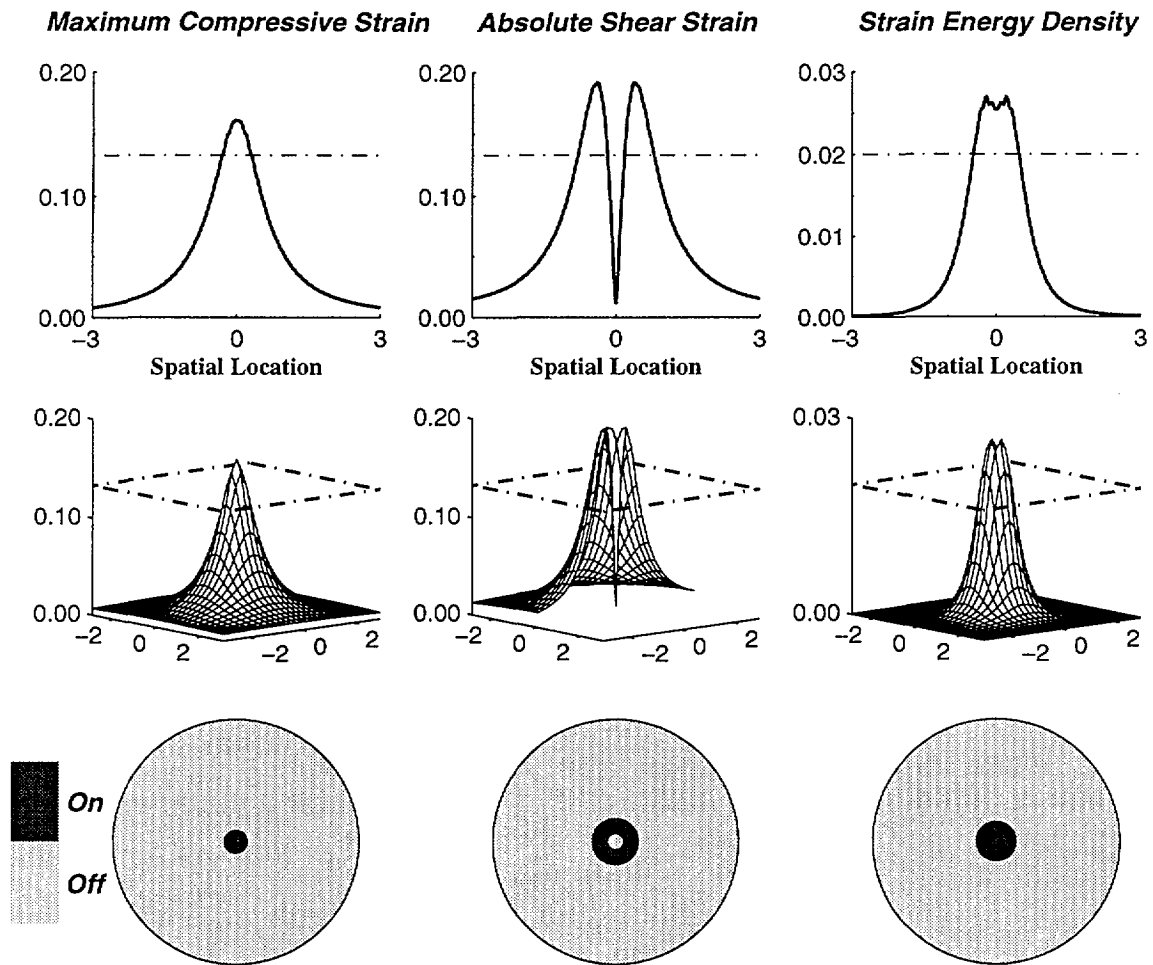 Maximum Compressive Strain Absolute Shear Strain Strain Energy Density
0.20 0.20 0.03
0.02
0.10 0.10
0.01
0.00 0.00 0.00
−3 0 3 −3 0 3 −3 0 3
Spatial Location Spatial Location Spatial Location
0.20 0.20 0.03
0.10 0.10
0.00 0.00 0.00
−2 0 2 −2 0 2 −2 0 2 −2 0 2 −2 0 2 −2 0 2
On
Off